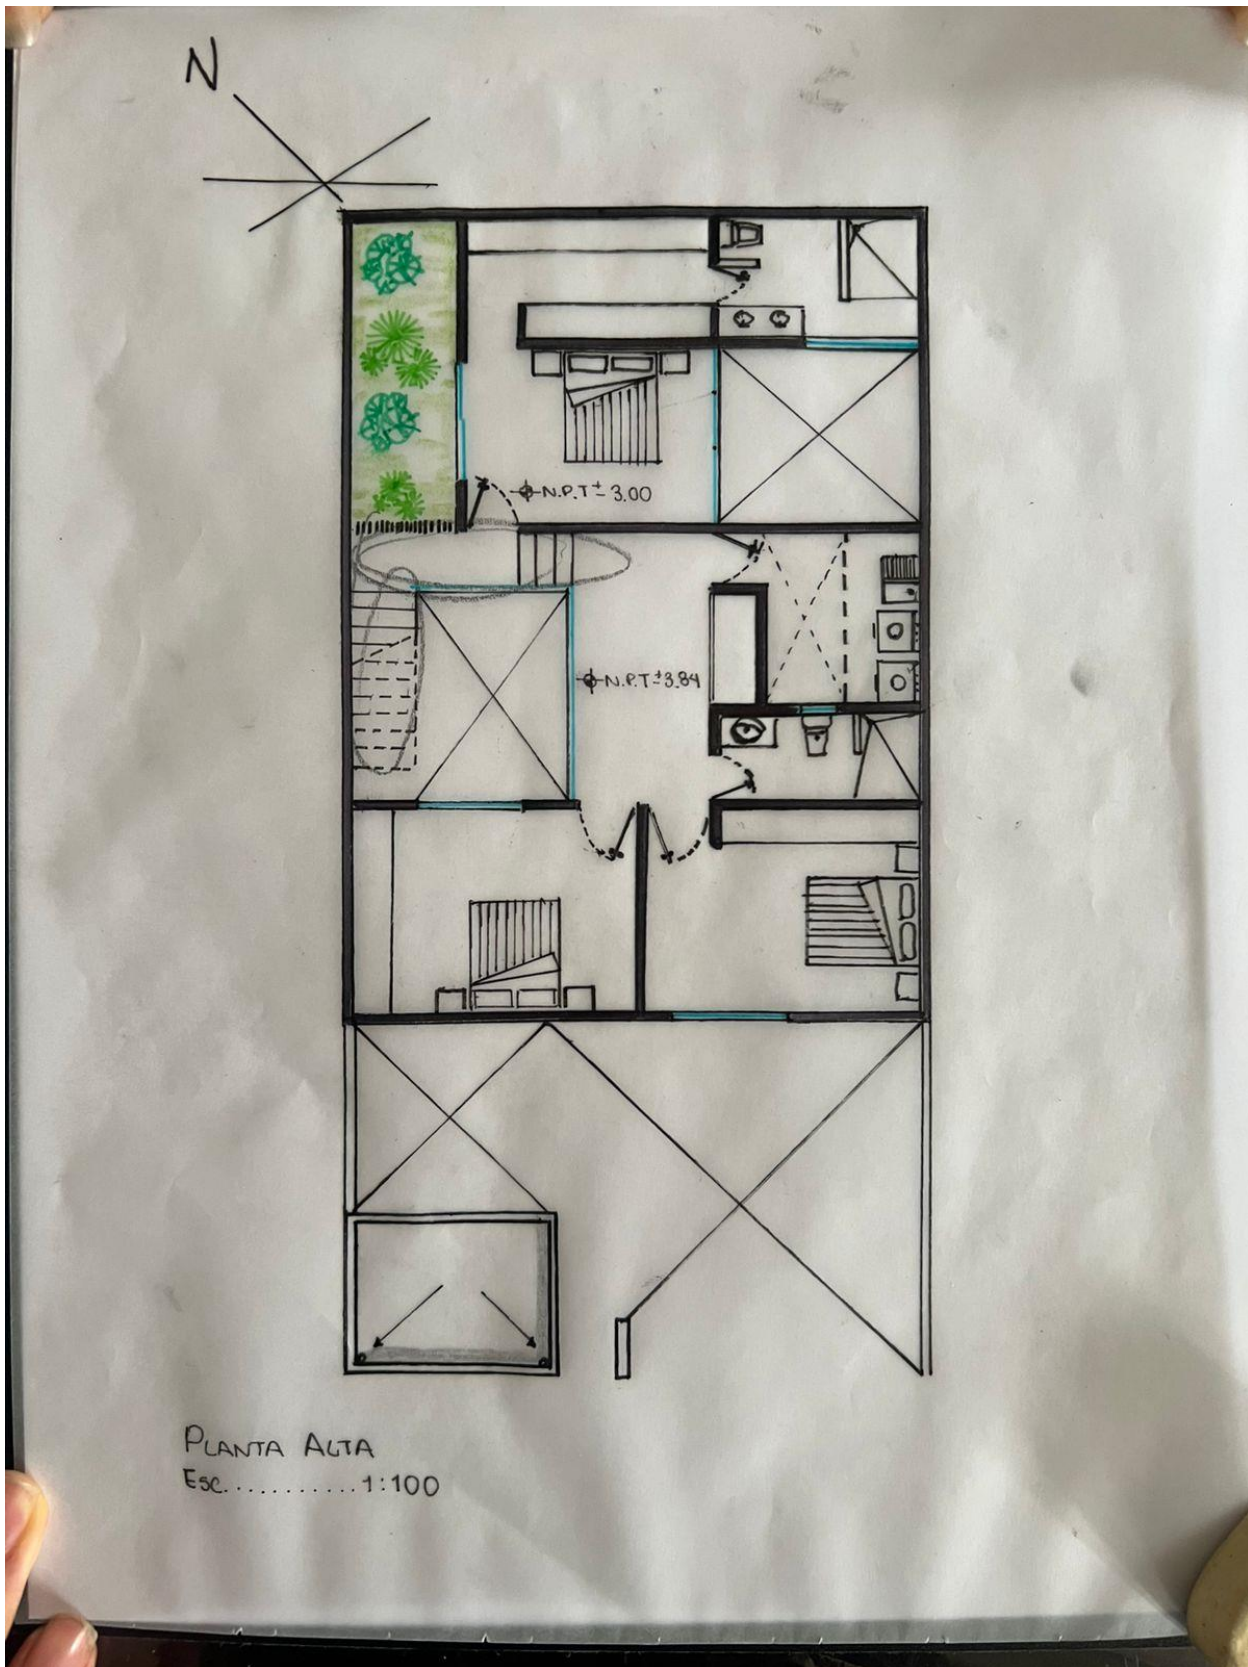 N
N.P.T ± 3.00
N.P.T ± 3.84
PLANTA ALTA
Esc...........1:100